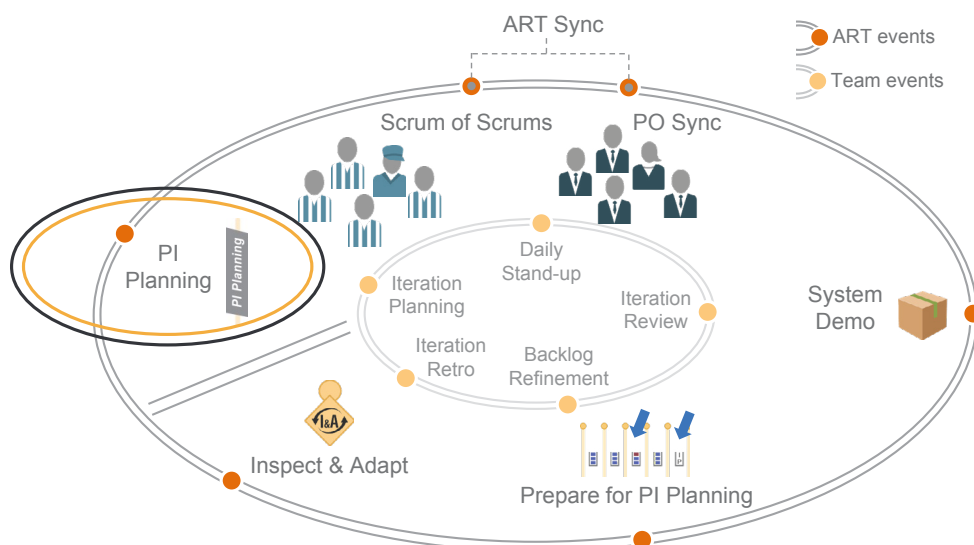 ART Sync
ART events
Team events
Scrum of Scrums
PO Sync
PI
Planning
PI Planning
Daily
Stand-up
Iteration
Planning
Iteration
Review
System
Demo
Iteration
Retro
Backlog
Refinement
I&A
Inspect & Adapt
Prepare for PI Planning